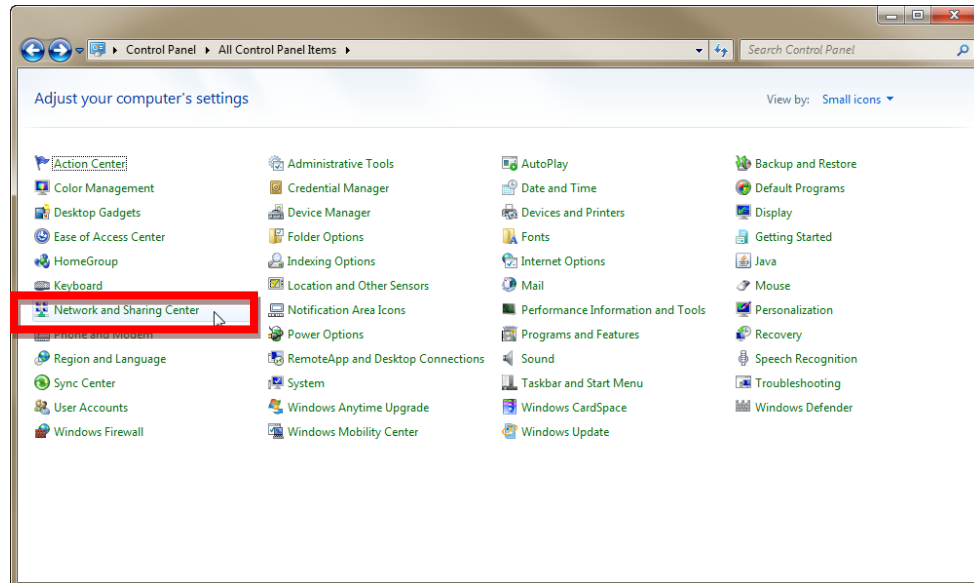 Control Panel All Control Panel Items Search Control Panel
Adjust your computer's settings View by: Small icons
Action Center Administrative Tools AutoPlay Backup and Restore
Color Management Credential Manager Date and Time Default Programs
Desktop Gadgets Device Manager Devices and Printers Display
Ease of Access Center Folder Options Fonts Getting Started
HomeGroup Indexing Options Internet Options Java
Keyboard Location and Other Sensors Mail Mouse
Network and Sharing Center Notification Area Icons Performance Information and Tools Personalization
Phone and Modem Power Options Programs and Features Recovery
Region and Language RemoteApp and Desktop Connections Sound Speech Recognition
Sync Center System Taskbar and Start Menu Troubleshooting
User Accounts Windows Anytime Upgrade Windows CardSpace Windows Defender
Windows Firewall Windows Mobility Center Windows Update